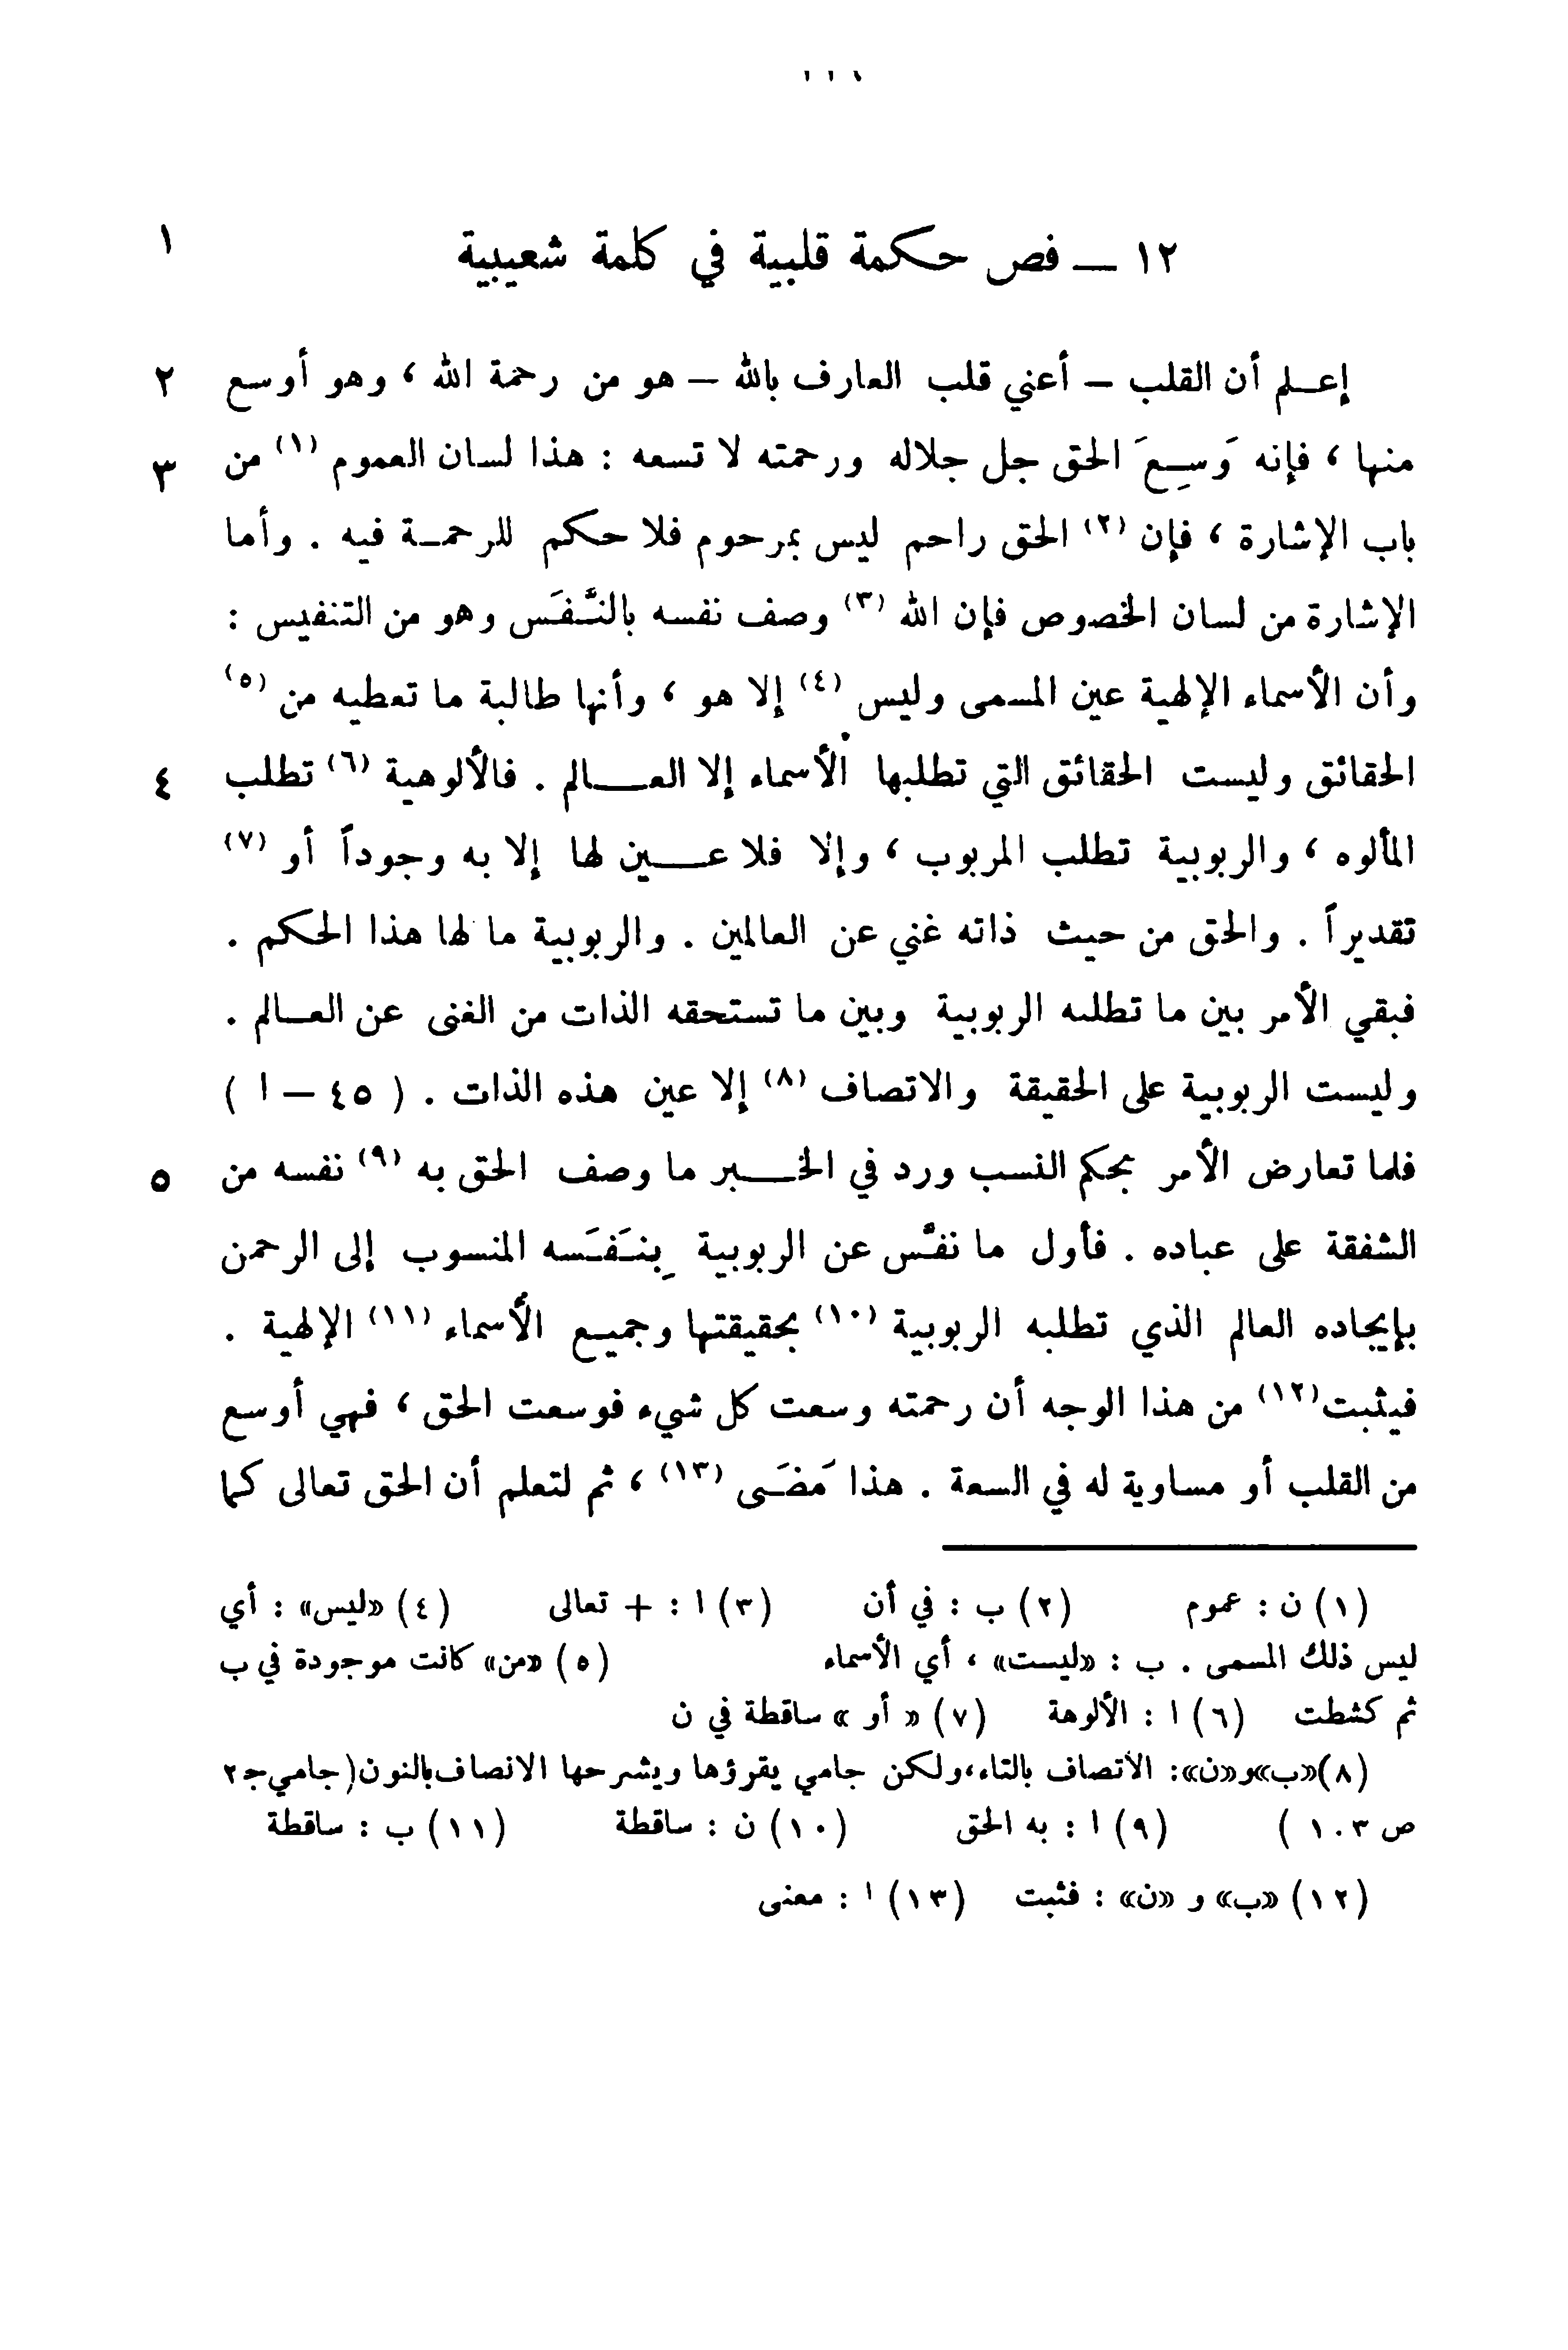 ١٢ — فص حكمة قلبية في كلمة شعيبية ١
إعلم أن القلب – أعني قلب العارف بالله – هو من رحمة الله ، وهو أوسع ٢
منها ، فإنه وَسِعَ الحق جل جلاله ورحمته لا تسعه : هذا لسان العموم (١) من ٣
باب الإشارة ، فإن (٢) الحق راحم ليس بمرحوم فلا حكم للرحمة فيه . وأما
الإشارة من لسان الخصوص فإن الله (٣) وصف نفسه بالنَّفَس وهو من التنفيس :
وأن الأسماء الإلهية عين المسمى وليس (٤) إلا هو ، وأنها طالبة ما تعطيه من (٥)
الحقائق وليست الحقائق التي تطلبها الأسماء إلا العالم . فالألوهية (٦) تطلب ٤
المألوه ، والربوبية تطلب المربوب ، وإلا فلا عين لها إلا به وجوداً أو (٧)
تقديراً . والحق من حيث ذاته غني عن العالمين . والربوبية ما لها هذا الحكم .
فبقي الأمر بين ما تطلبه الربوبية وبين ما تستحقه الذات من الغنى عن العالم .
وليست الربوبية على الحقيقة والاتصاف (٨) إلا عين هذه الذات . ( ٤٥ – ا )
فلما تعارض الأمر بحكم النسب ورد في الخبر ما وصف الحق به (٩) نفسه من ٥
الشفقة على عباده . فأول ما نفَّس عن الربوبية بِنَفَسه المنسوب إلى الرحمن
بإيجاده العالم الذي تطلبه الربوبية (١٠) بحقيقتها وجميع الأسماء (١١) الإلهية .
فيثبت (١٢) من هذا الوجه أن رحمته وسعت كل شيء فوسعت الحق ، فهي أوسع
من القلب أو مساوية له في السعة . هذا مَضَى (١٣) ، ثم لتعلم أن الحق تعالى كما
(١) ن : عموم (٢) ب : في أن (٣) ا : + تعالى (٤) «ليس» : أي
ليس ذلك المسمى . ب : «ليست» ، أي الأسماء (٥) «من» كانت موجودة في ب
ثم كشطت (٦) ا : الألوهة (٧) « أو » ساقطة في ن
(٨) «ب» و«ن»: الاتصاف بالتاء، ولكن جامي يقرؤها ويشرحها الانصاف بالنون (جامي ج ٢
ص ١٠٣ ) (٩) ا : به الحق (١٠) ن : ساقطة (١١) ب : ساقطة
(١٢) «ب» و «ن» : فثبت (١٣) ا : معنى